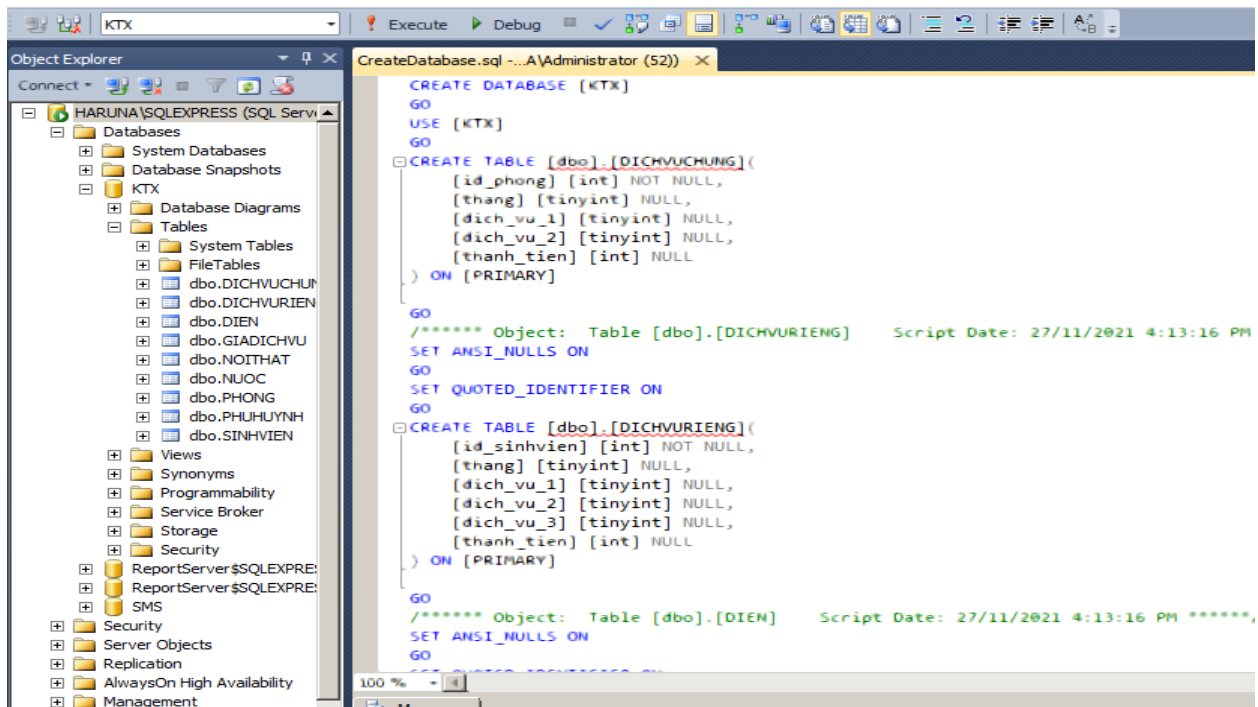 KTX
Execute
Debug
Object Explorer
Connect
HARUNA\SQLEXPRESS (SQL Serv
Databases
System Databases
Database Snapshots
KTX
Database Diagrams
Tables
System Tables
FileTables
dbo.DICHVUCHUN
dbo.DICHVURIEN
dbo.DIEN
dbo.GIADICHVU
dbo.NOITHAT
dbo.NUOC
dbo.PHONG
dbo.PHUHUYNH
dbo.SINHVIEN
Views
Synonyms
Programmability
Service Broker
Storage
Security
ReportServer$SQLEXPRE
ReportServer$SQLEXPRE
SMS
Security
Server Objects
Replication
AlwaysOn High Availability
Management
CreateDatabase.sql -...A\Administrator (52))
CREATE DATABASE [KTX]
GO
USE [KTX]
GO
CREATE TABLE [dbo].[DICHVUCHUNG](
[id_phong] [int] NOT NULL,
[thang] [tinyint] NULL,
[dich_vu_1] [tinyint] NULL,
[dich_vu_2] [tinyint] NULL,
[thanh_tien] [int] NULL
) ON [PRIMARY]
GO
/****** Object:  Table [dbo].[DICHVURIENG]    Script Date: 27/11/2021 4:13:16 PM
SET ANSI_NULLS ON
GO
SET QUOTED_IDENTIFIER ON
GO
CREATE TABLE [dbo].[DICHVURIENG](
[id_sinhvien] [int] NOT NULL,
[thang] [tinyint] NULL,
[dich_vu_1] [tinyint] NULL,
[dich_vu_2] [tinyint] NULL,
[dich_vu_3] [tinyint] NULL,
[thanh_tien] [int] NULL
) ON [PRIMARY]
GO
/****** Object:  Table [dbo].[DIEN]    Script Date: 27/11/2021 4:13:16 PM ******
SET ANSI_NULLS ON
GO
100 %